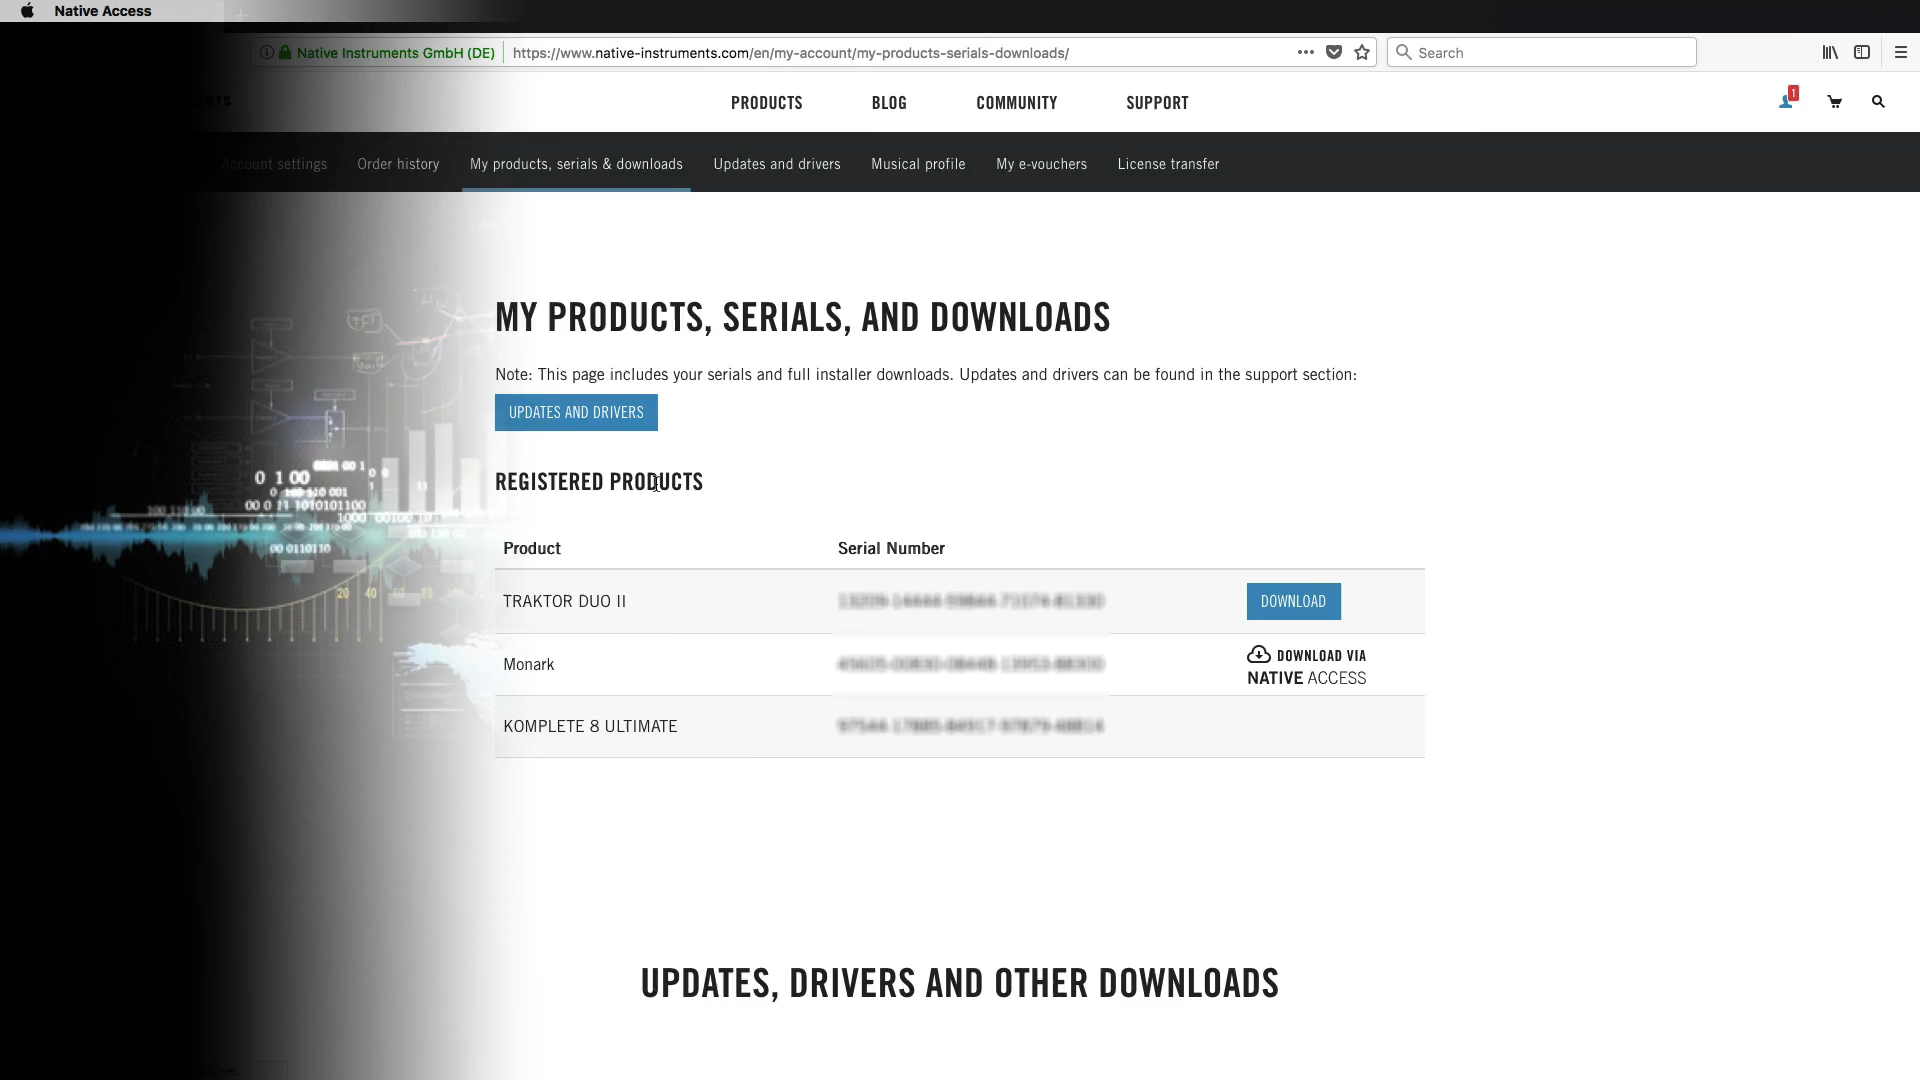 Native Access
Native Instruments GmbH (DE)
https://www.native-instruments.com/en/my-account/my-products-serials-downloads/
Search
PRODUCTS
BLOG
COMMUNITY
SUPPORT
1
Account settings
Order history
My products, serials & downloads
Updates and drivers
Musical profile
My e-vouchers
License transfer
MY PRODUCTS, SERIALS, AND DOWNLOADS
Note: This page includes your serials and full installer downloads. Updates and drivers can be found in the support section:
UPDATES AND DRIVERS
REGISTERED PRODUCTS
Product
Serial Number
TRAKTOR DUO II
DOWNLOAD
Monark
DOWNLOAD VIA
NATIVE ACCESS
KOMPLETE 8 ULTIMATE
UPDATES, DRIVERS AND OTHER DOWNLOADS